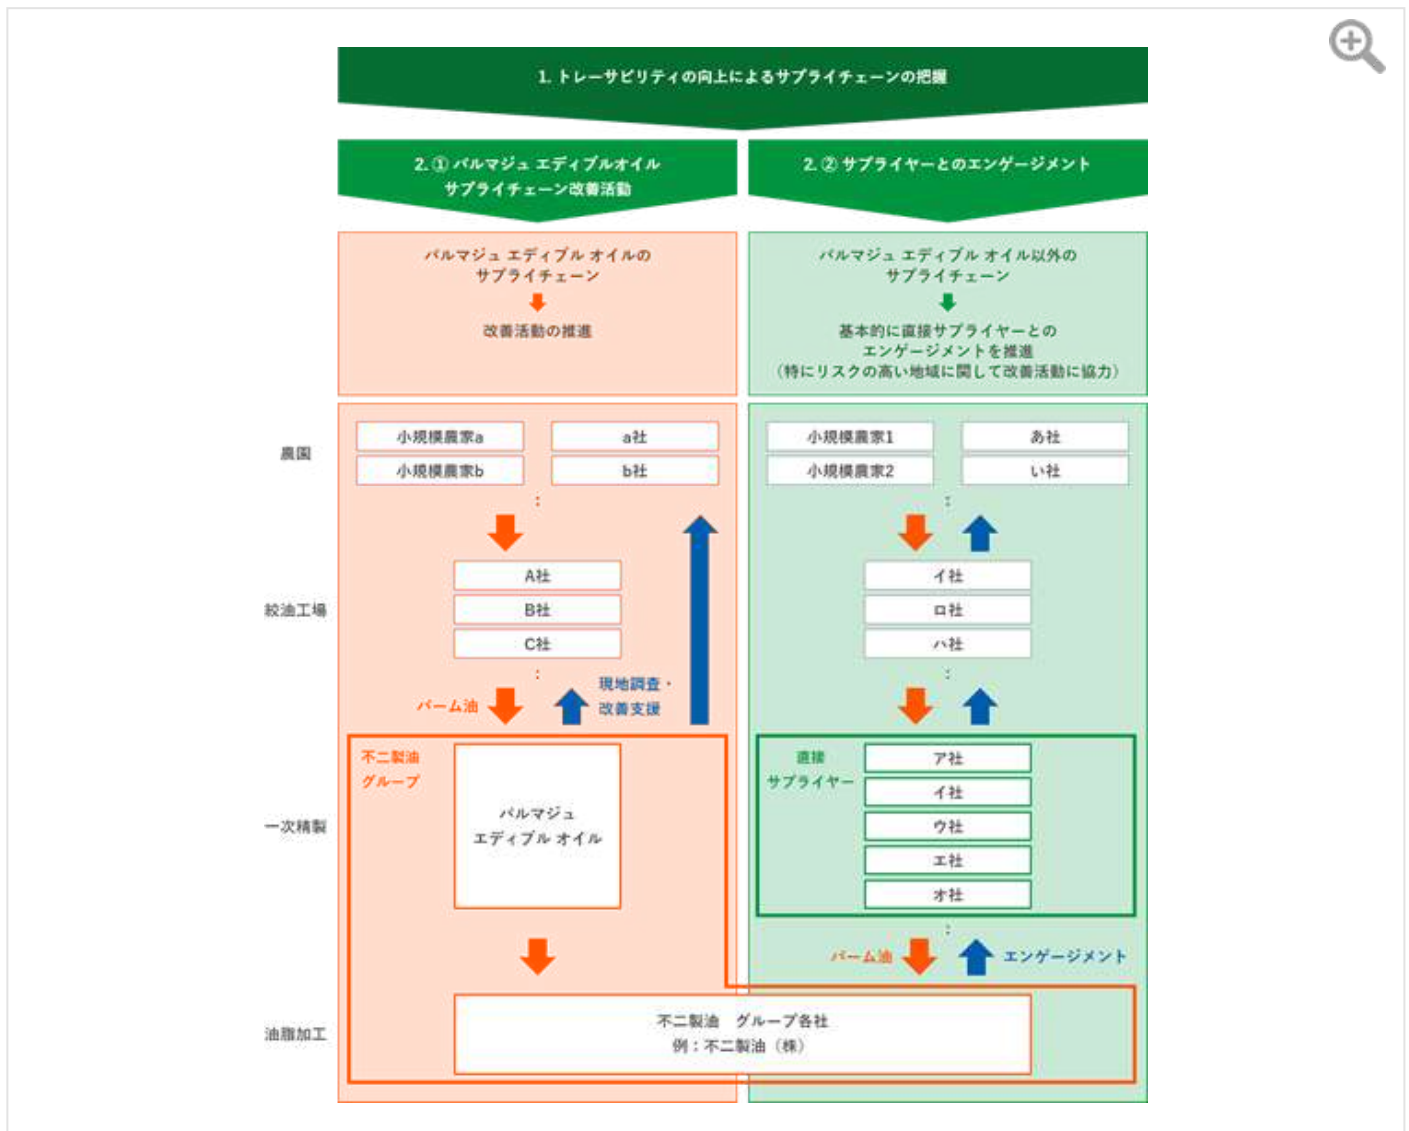 1. トレーサビリティの向上によるサプライチェーンの把握
2. ① パルマジュ エディブルオイル
サプライチェーン改善活動
2. ② サプライヤーとのエンゲージメント
パルマジュ エディブル オイルの
サプライチェーン
改善活動の推進
パルマジュ エディブル オイル以外の
サプライチェーン
基本的に直接サプライヤーとの
エンゲージメントを推進
（特にリスクの高い地域に関して改善活動に協力）
農園
小規模農家a
a社
小規模農家b
b社
:
小規模農家1
あ社
小規模農家2
い社
:
搾油工場
A社
B社
C社
:
イ社
ロ社
ハ社
:
パーム油
現地調査・
改善支援
一次精製
不二製油
グループ
パルマジュ
エディブル オイル
直接
サプライヤー
ア社
イ社
ウ社
エ社
オ社
:
パーム油
エンゲージメント
油脂加工
不二製油　グループ各社
例：不二製油（株）